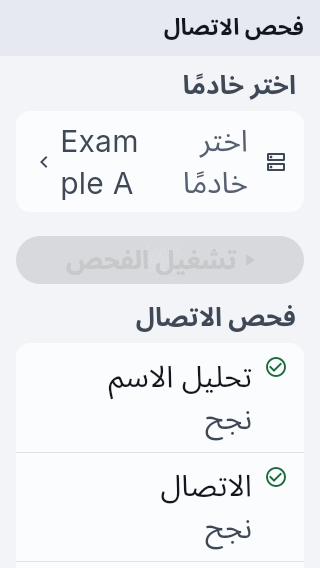 فحص الاتصال
اختر خادمًا
اختر
خادمًا
Exam
ple A
تشغيل الفحص
فحص الاتصال
تحليل الاسم
نجح
الاتصال
نجح